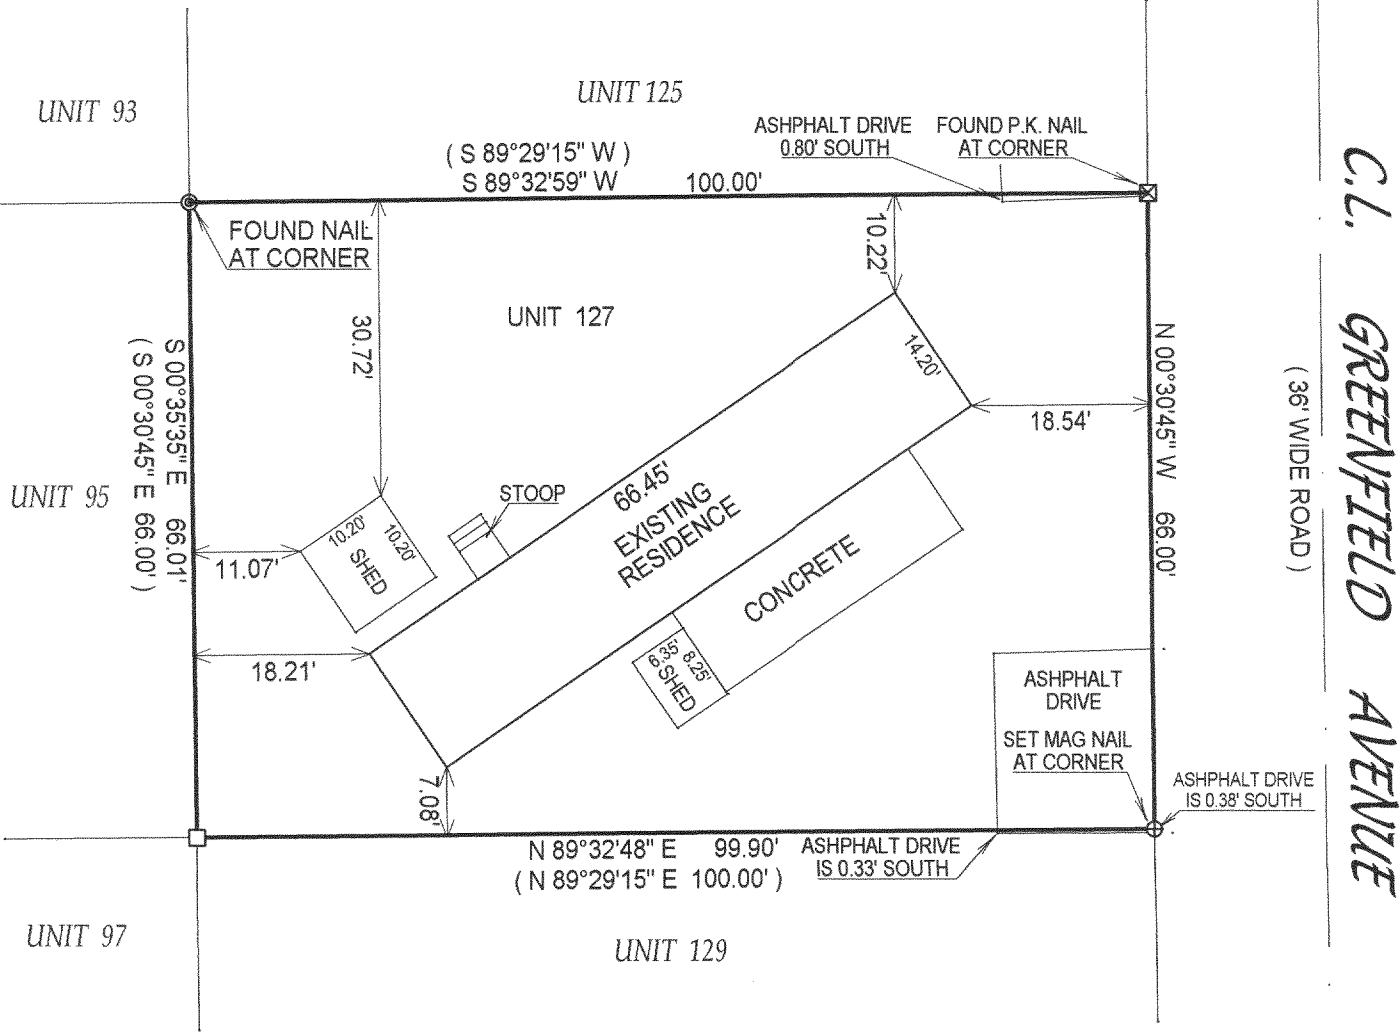 UNIT 93
UNIT 125
ASHPHALT DRIVE
0.80' SOUTH
FOUND P.K. NAIL
AT CORNER
( S 89°29'15" W )
S 89°32'59" W 100.00'
FOUND NAIL
AT CORNER
30.72'
UNIT 127
10.22'
14.20'
18.54'
N 00°30'45" W 66.00'
( 36' WIDE ROAD )
C.L. GREENFIELD AVENUE
S 00°35'35" E 66.01'
( S 00°30'45" E 66.00' )
UNIT 95
11.07'
10.20'
10.20'
SHED
STOOP
66.45'
EXISTING
RESIDENCE
CONCRETE
6.35'
8.25'
SHED
18.21'
7.08'
ASHPHALT
DRIVE
SET MAG NAIL
AT CORNER
ASHPHALT DRIVE
IS 0.38' SOUTH
N 89°32'48" E 99.90'
( N 89°29'15" E 100.00' )
ASHPHALT DRIVE
IS 0.33' SOUTH
UNIT 97
UNIT 129